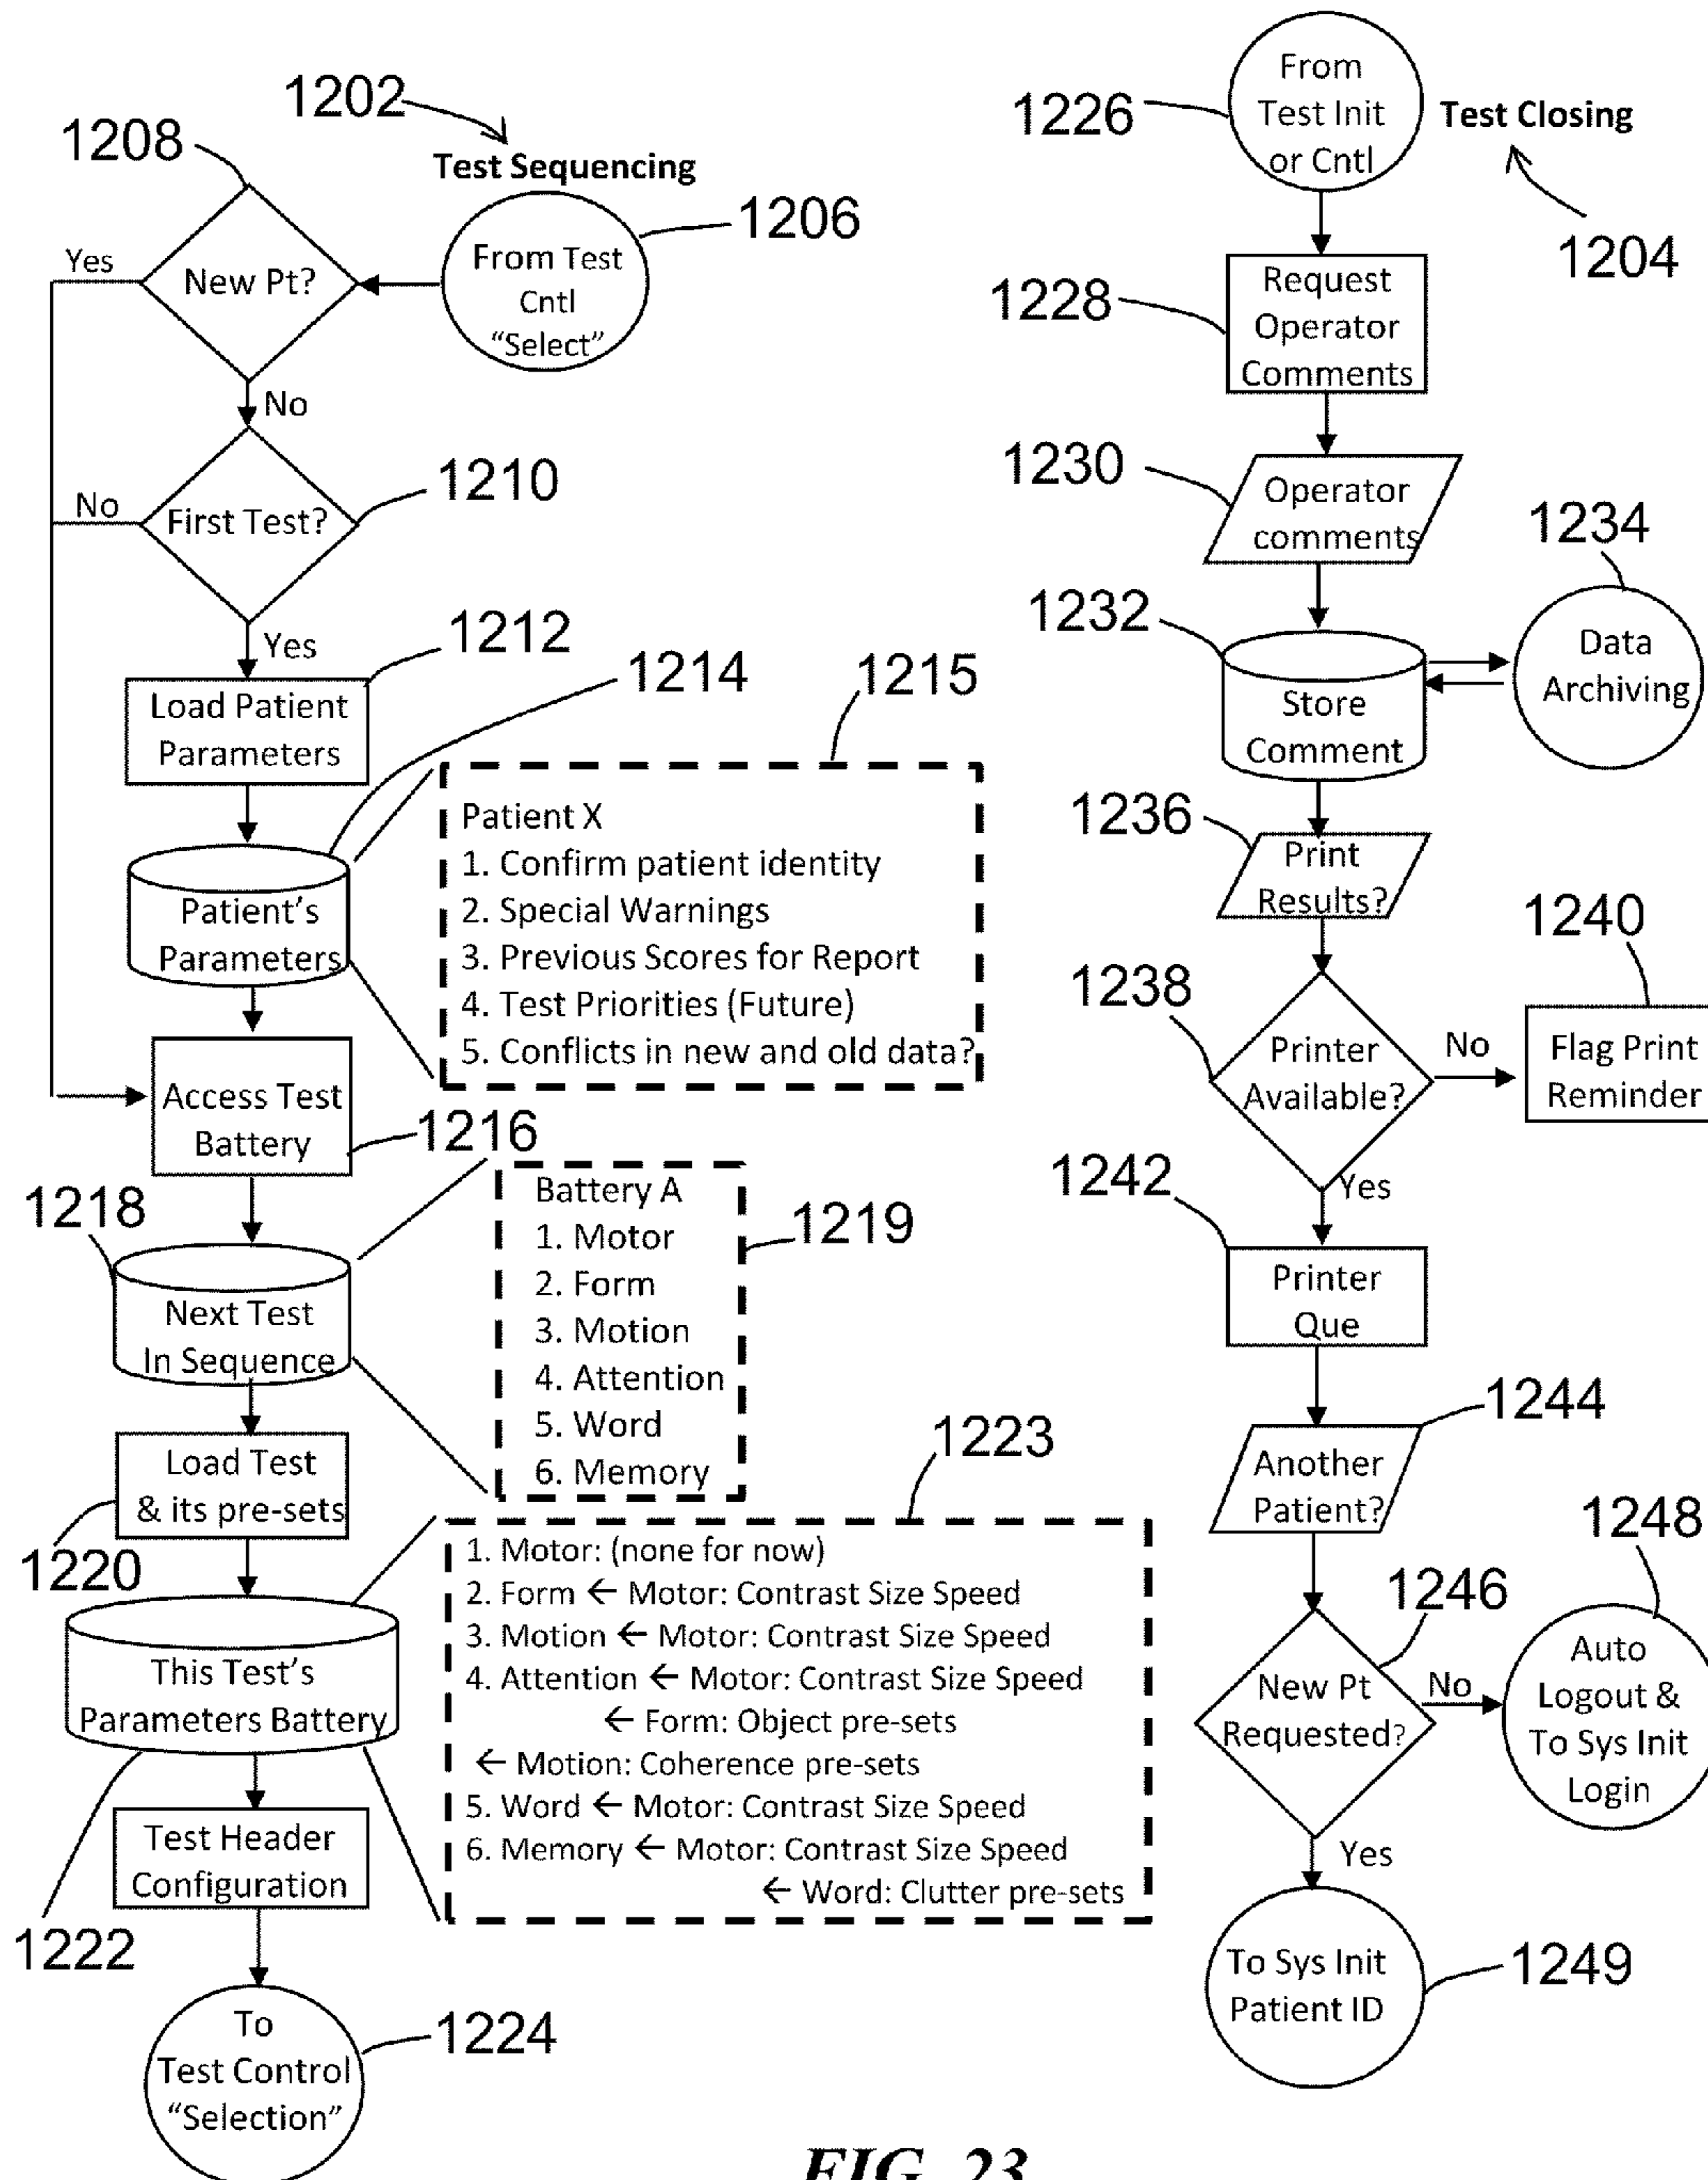 1202
1208
Test Sequencing
1206
Yes
New Pt?
From Test
Cntl
“Select”
No
No
First Test?
1210
Yes
1212
Load Patient
Parameters
1214
1215
Patient’s
Parameters
Patient X
1. Confirm patient identity
2. Special Warnings
3. Previous Scores for Report
4. Test Priorities (Future)
5. Conflicts in new and old data?
Access Test
Battery
1216
1218
Next Test
In Sequence
Battery A
1. Motor
2. Form
3. Motion
4. Attention
5. Word
6. Memory
1219
Load Test
& its pre-sets
1220
1223
This Test’s
Parameters Battery
1. Motor: (none for now)
2. Form ← Motor: Contrast Size Speed
3. Motion ← Motor: Contrast Size Speed
4. Attention ← Motor: Contrast Size Speed
← Form: Object pre-sets
← Motion: Coherence pre-sets
5. Word ← Motor: Contrast Size Speed
6. Memory ← Motor: Contrast Size Speed
← Word: Clutter pre-sets
Test Header
Configuration
1222
To
Test Control
“Selection”
1224
1226
From
Test Init
or Cntl
Test Closing
1204
1228
Request
Operator
Comments
1230
Operator
comments
1234
1232
Store
Comment
Data
Archiving
1236
Print
Results?
1240
1238
Printer
Available?
No
Flag Print
Reminder
Yes
1242
Printer
Que
1244
Another
Patient?
1248
1246
New Pt
Requested?
No
Auto
Logout &
To Sys Init
Login
Yes
To Sys Init
Patient ID
1249
FIG. 23